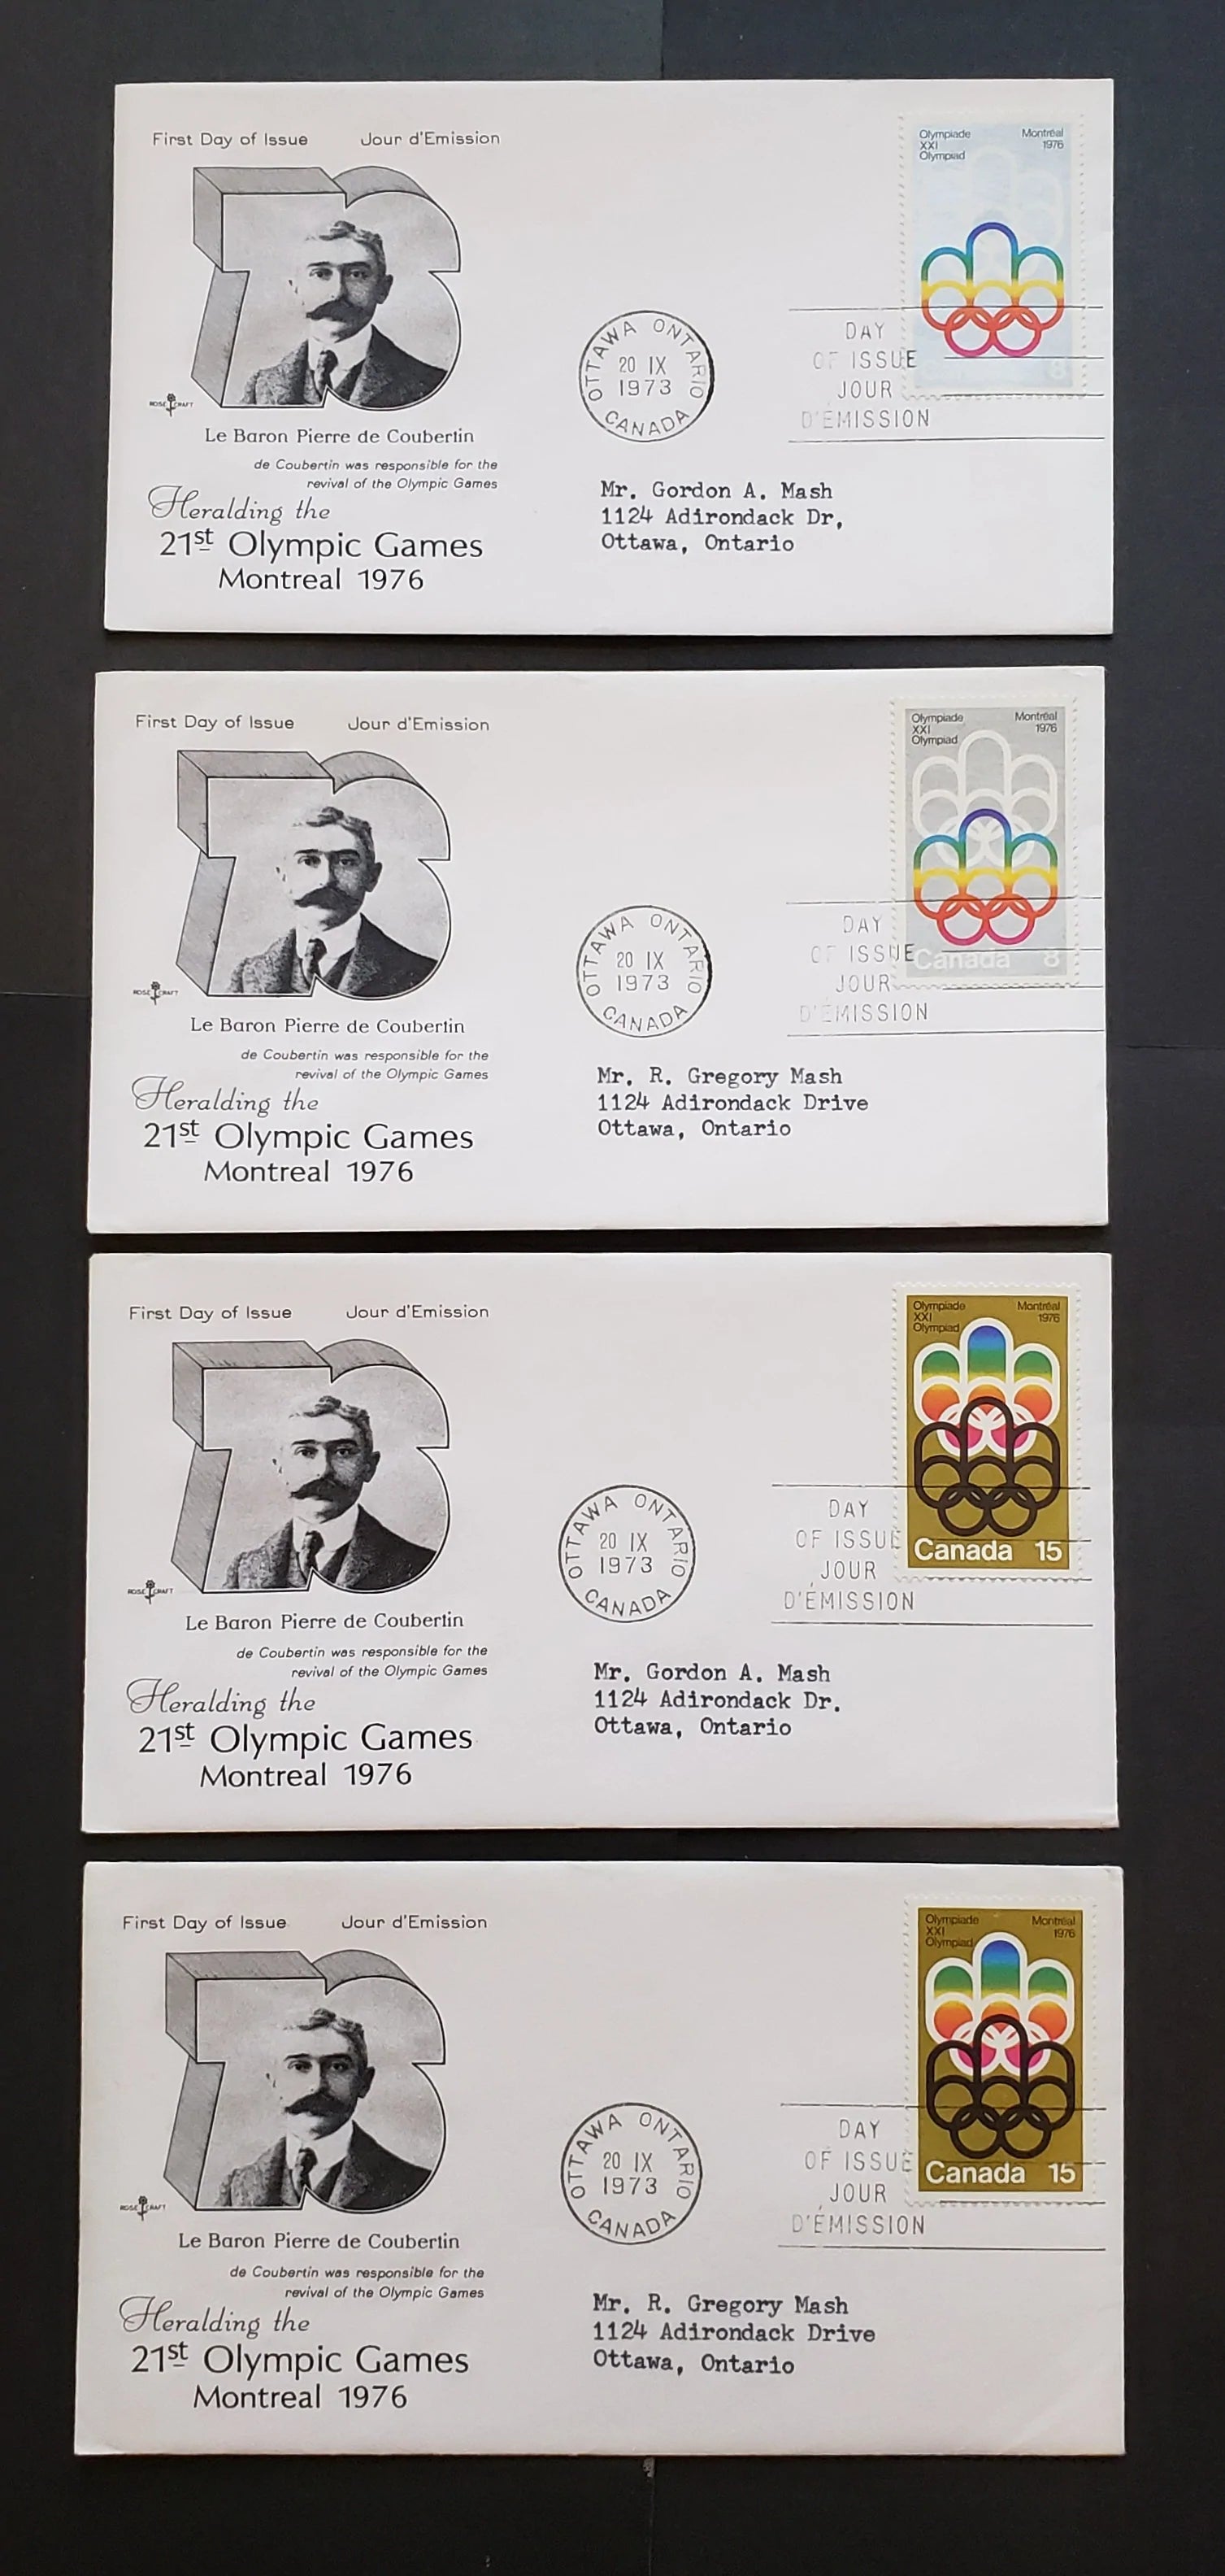 First Day of Issue Jour d'Emission
Olympiade Montréal
XXI 1976
Olympiad
OTTAWA ONTARIO
20 IX
1973
CANADA
DAY
OF ISSUE
JOUR
D'ÉMISSION
8
ROSE CRAFT
Le Baron Pierre de Coubertin
de Coubertin was responsible for the
revival of the Olympic Games
Heralding the
21st Olympic Games
Montreal 1976
Mr. Gordon A. Mash
1124 Adirondack Dr,
Ottawa, Ontario
First Day of Issue Jour d'Emission
Olympiade Montréal
XXI 1976
Olympiad
OTTAWA ONTARIO
20 IX
1973
CANADA
DAY
OF ISSUE
JOUR
D'ÉMISSION
Canada 8
ROSE CRAFT
Le Baron Pierre de Coubertin
de Coubertin was responsible for the
revival of the Olympic Games
Heralding the
21st Olympic Games
Montreal 1976
Mr. R. Gregory Mash
1124 Adirondack Drive
Ottawa, Ontario
First Day of Issue Jour d'Emission
Olympiade Montréal
XXI 1976
Olympiad
OTTAWA ONTARIO
20 IX
1973
CANADA
DAY
OF ISSUE
JOUR
D'ÉMISSION
Canada 15
ROSE CRAFT
Le Baron Pierre de Coubertin
de Coubertin was responsible for the
revival of the Olympic Games
Heralding the
21st Olympic Games
Montreal 1976
Mr. Gordon A. Mash
1124 Adirondack Dr.
Ottawa, Ontario
First Day of Issue Jour d'Emission
Olympiade Montréal
XXI 1976
Olympiad
OTTAWA ONTARIO
20 IX
1973
CANADA
DAY
OF ISSUE
JOUR
D'ÉMISSION
Canada 15
ROSE CRAFT
Le Baron Pierre de Coubertin
de Coubertin was responsible for the
revival of the Olympic Games
Heralding the
21st Olympic Games
Montreal 1976
Mr. R. Gregory Mash
1124 Adirondack Drive
Ottawa, Ontario